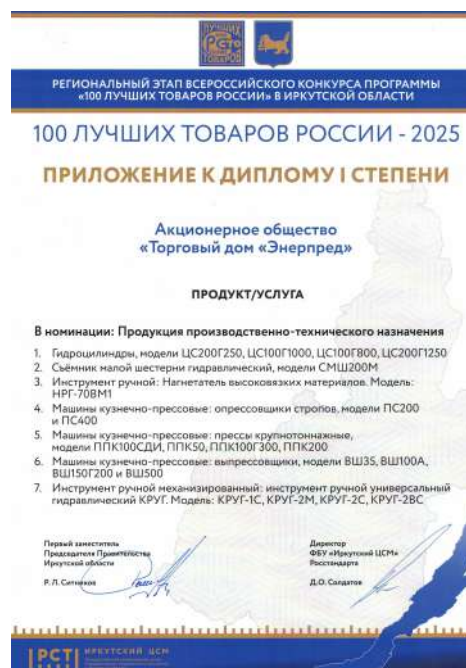 ЛУЧШИХ
РСТО
ТОВАРОВ
РЕГИОНАЛЬНЫЙ ЭТАП ВСЕРОССИЙСКОГО КОНКУРСА ПРОГРАММЫ
«100 ЛУЧШИХ ТОВАРОВ РОССИИ» В ИРКУТСКОЙ ОБЛАСТИ
100 ЛУЧШИХ ТОВАРОВ РОССИИ - 2025
ПРИЛОЖЕНИЕ К ДИПЛОМУ I СТЕПЕНИ
Акционерное общество
«Торговый дом «Энерпред»
ПРОДУКТ/УСЛУГА
В номинации: Продукция производственно-технического назначения
1. Гидроцилиндры, модели ЦС200Г250, ЦС100Г1000, ЦС100Г800, ЦС200Г1250
2. Съёмник малой шестерни гидравлический, модели СМШ200М
3. Инструмент ручной: Нагнетатель высоковязких материалов. Модель:
НРГ-70ВМ1
4. Машины кузнечно-прессовые: опрессовщики стропов, модели ПС200
и ПС400
5. Машины кузнечно-прессовые: прессы крупнотоннажные,
модели ППК100СДИ, ППК50, ППК100Г300, ППК200
6. Машины кузнечно-прессовые: выпрессовщики, модели ВШ35, ВШ100А,
ВШ150Г200 и ВШ500
7. Инструмент ручной механизированный: инструмент ручной универсальный
гидравлический КРУГ. Модель: КРУГ-1С, КРУГ-2М, КРУГ-2С, КРУГ-2ВС
Первый заместитель
Председателя Правительства
Иркутской области
Р.Л. Ситников
Директор
ФБУ «Иркутский ЦСМ»
Росстандарта
Д.О. Солдатов
РСТ
ИРКУТСКИЙ ЦСМ